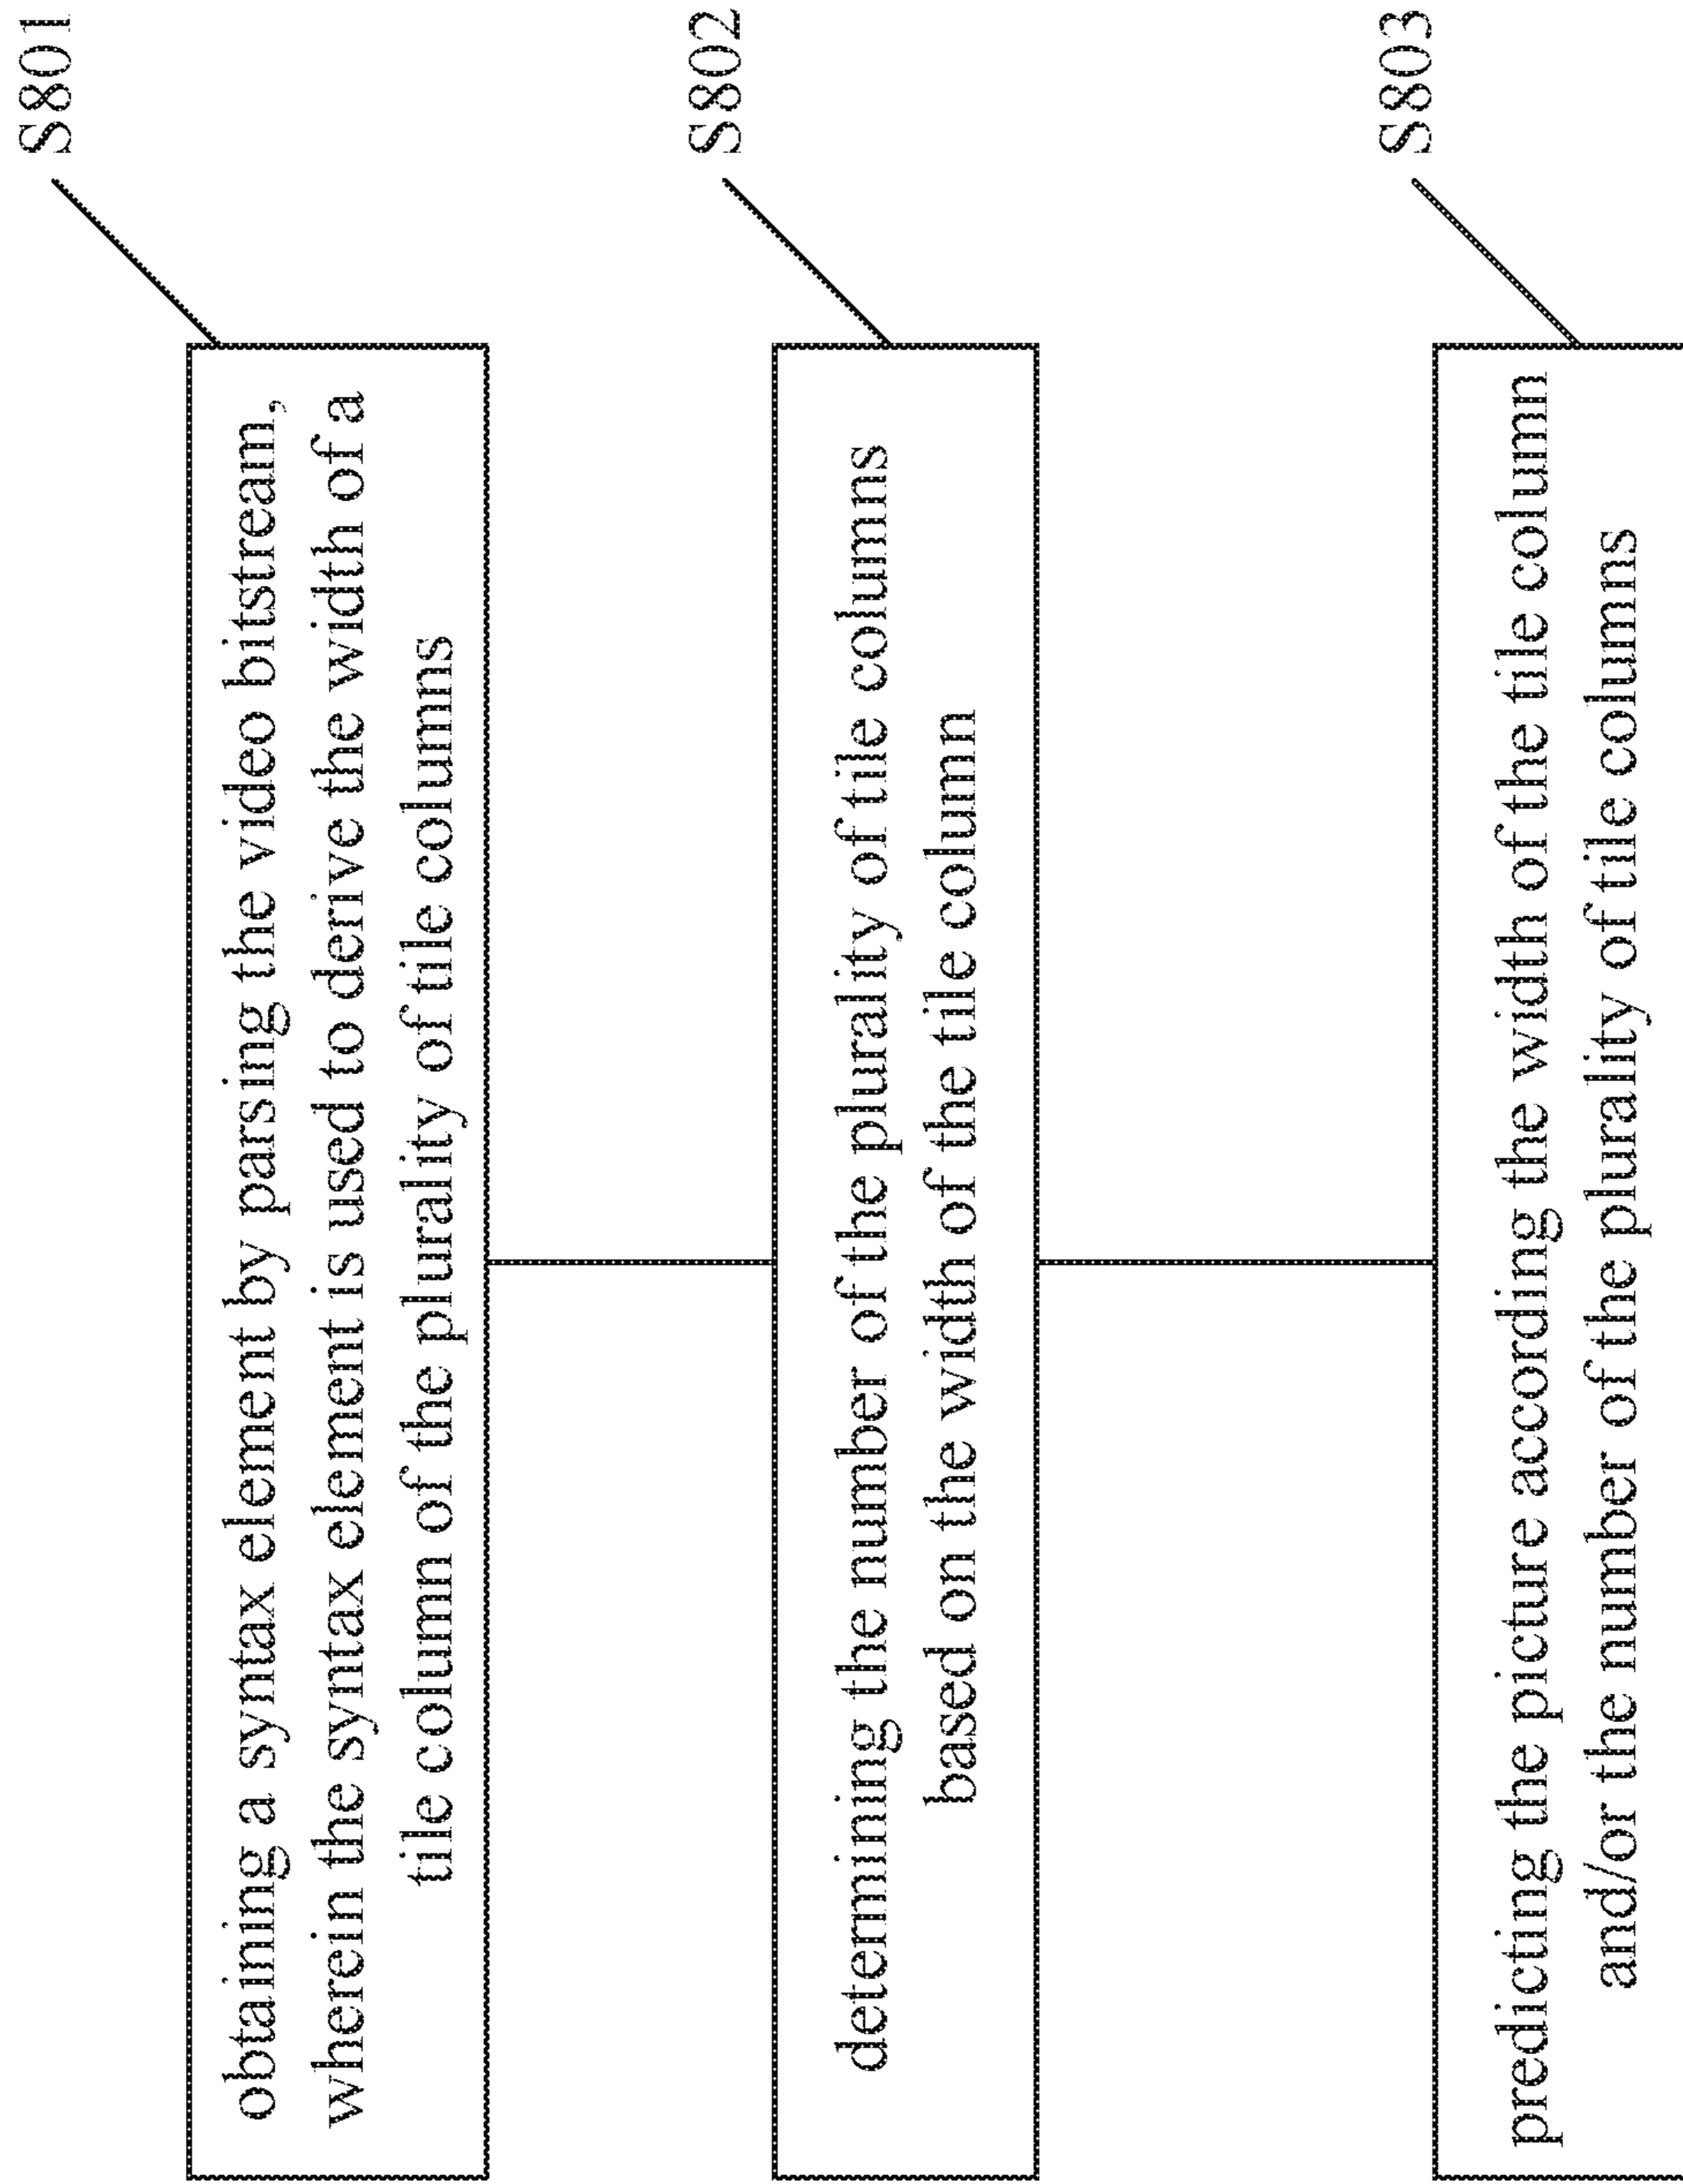 S801
obtaining a syntax element by parsing the video bitstream,
wherein the syntax element is used to derive the width of a
tile column of the plurality of tile columns
S802
determining the number of the plurality of tile columns
based on the width of the tile column
S803
predicting the picture according the width of the tile column
and/or the number of the plurality of tile columns